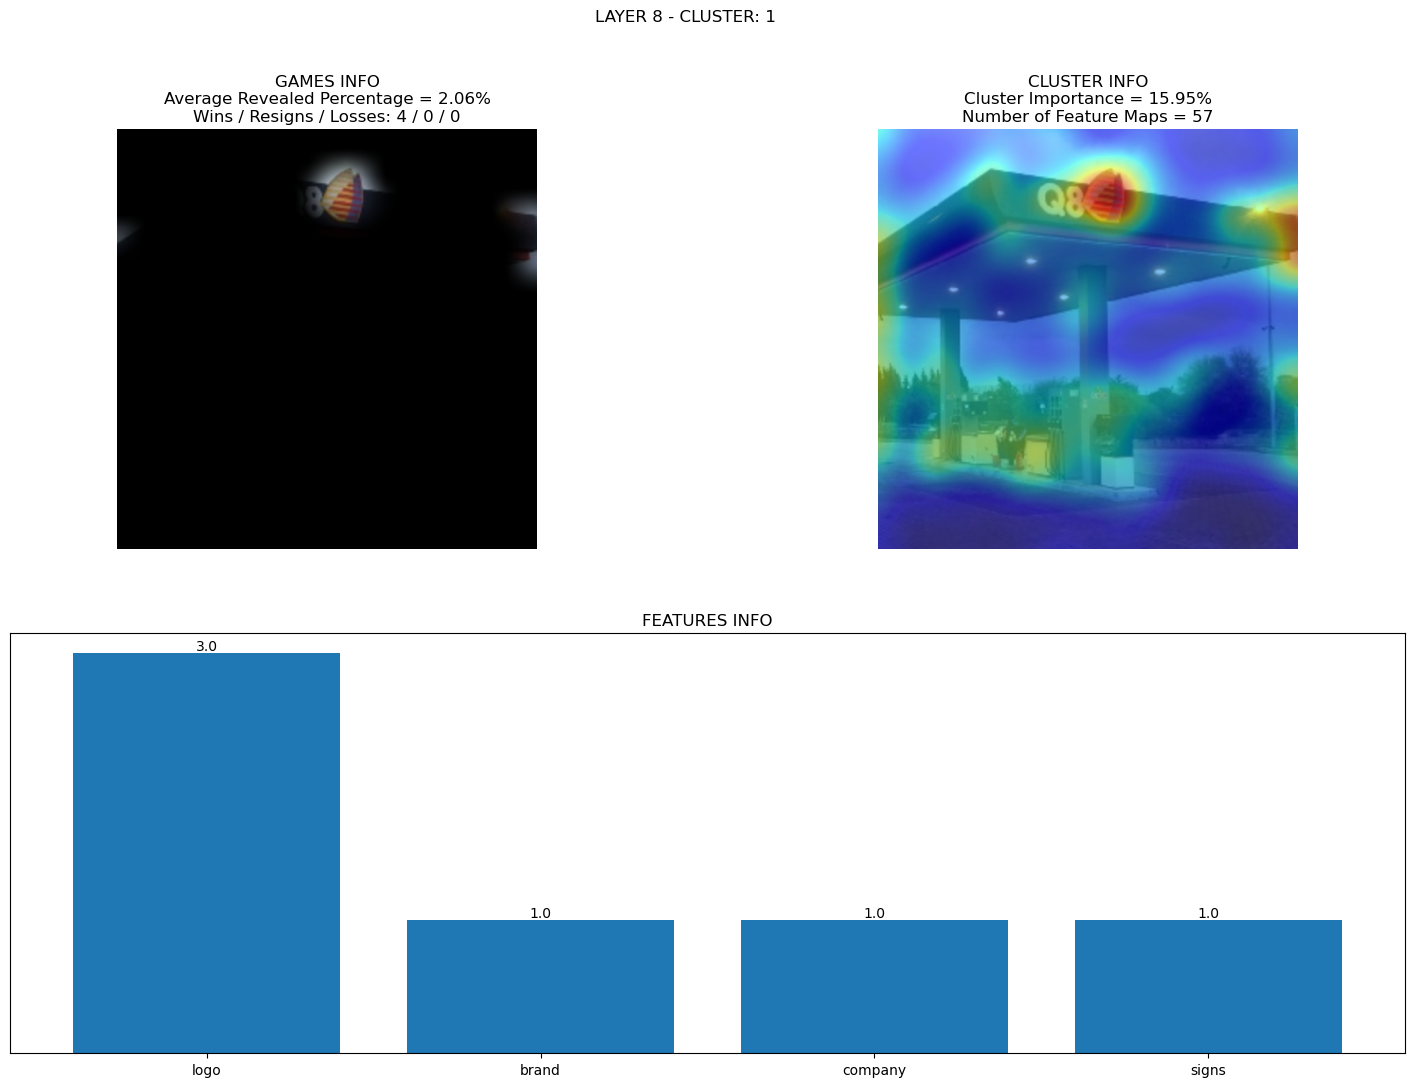 LAYER 8 - CLUSTER: 1
GAMES INFO
Average Revealed Percentage = 2.06%
Wins / Resigns / Losses: 4 / 0 / 0
8
CLUSTER INFO
Cluster Importance = 15.95%
Number of Feature Maps = 57
Q8
FEATURES INFO
3.0
1.0
1.0
1.0
logo
brand
company
signs